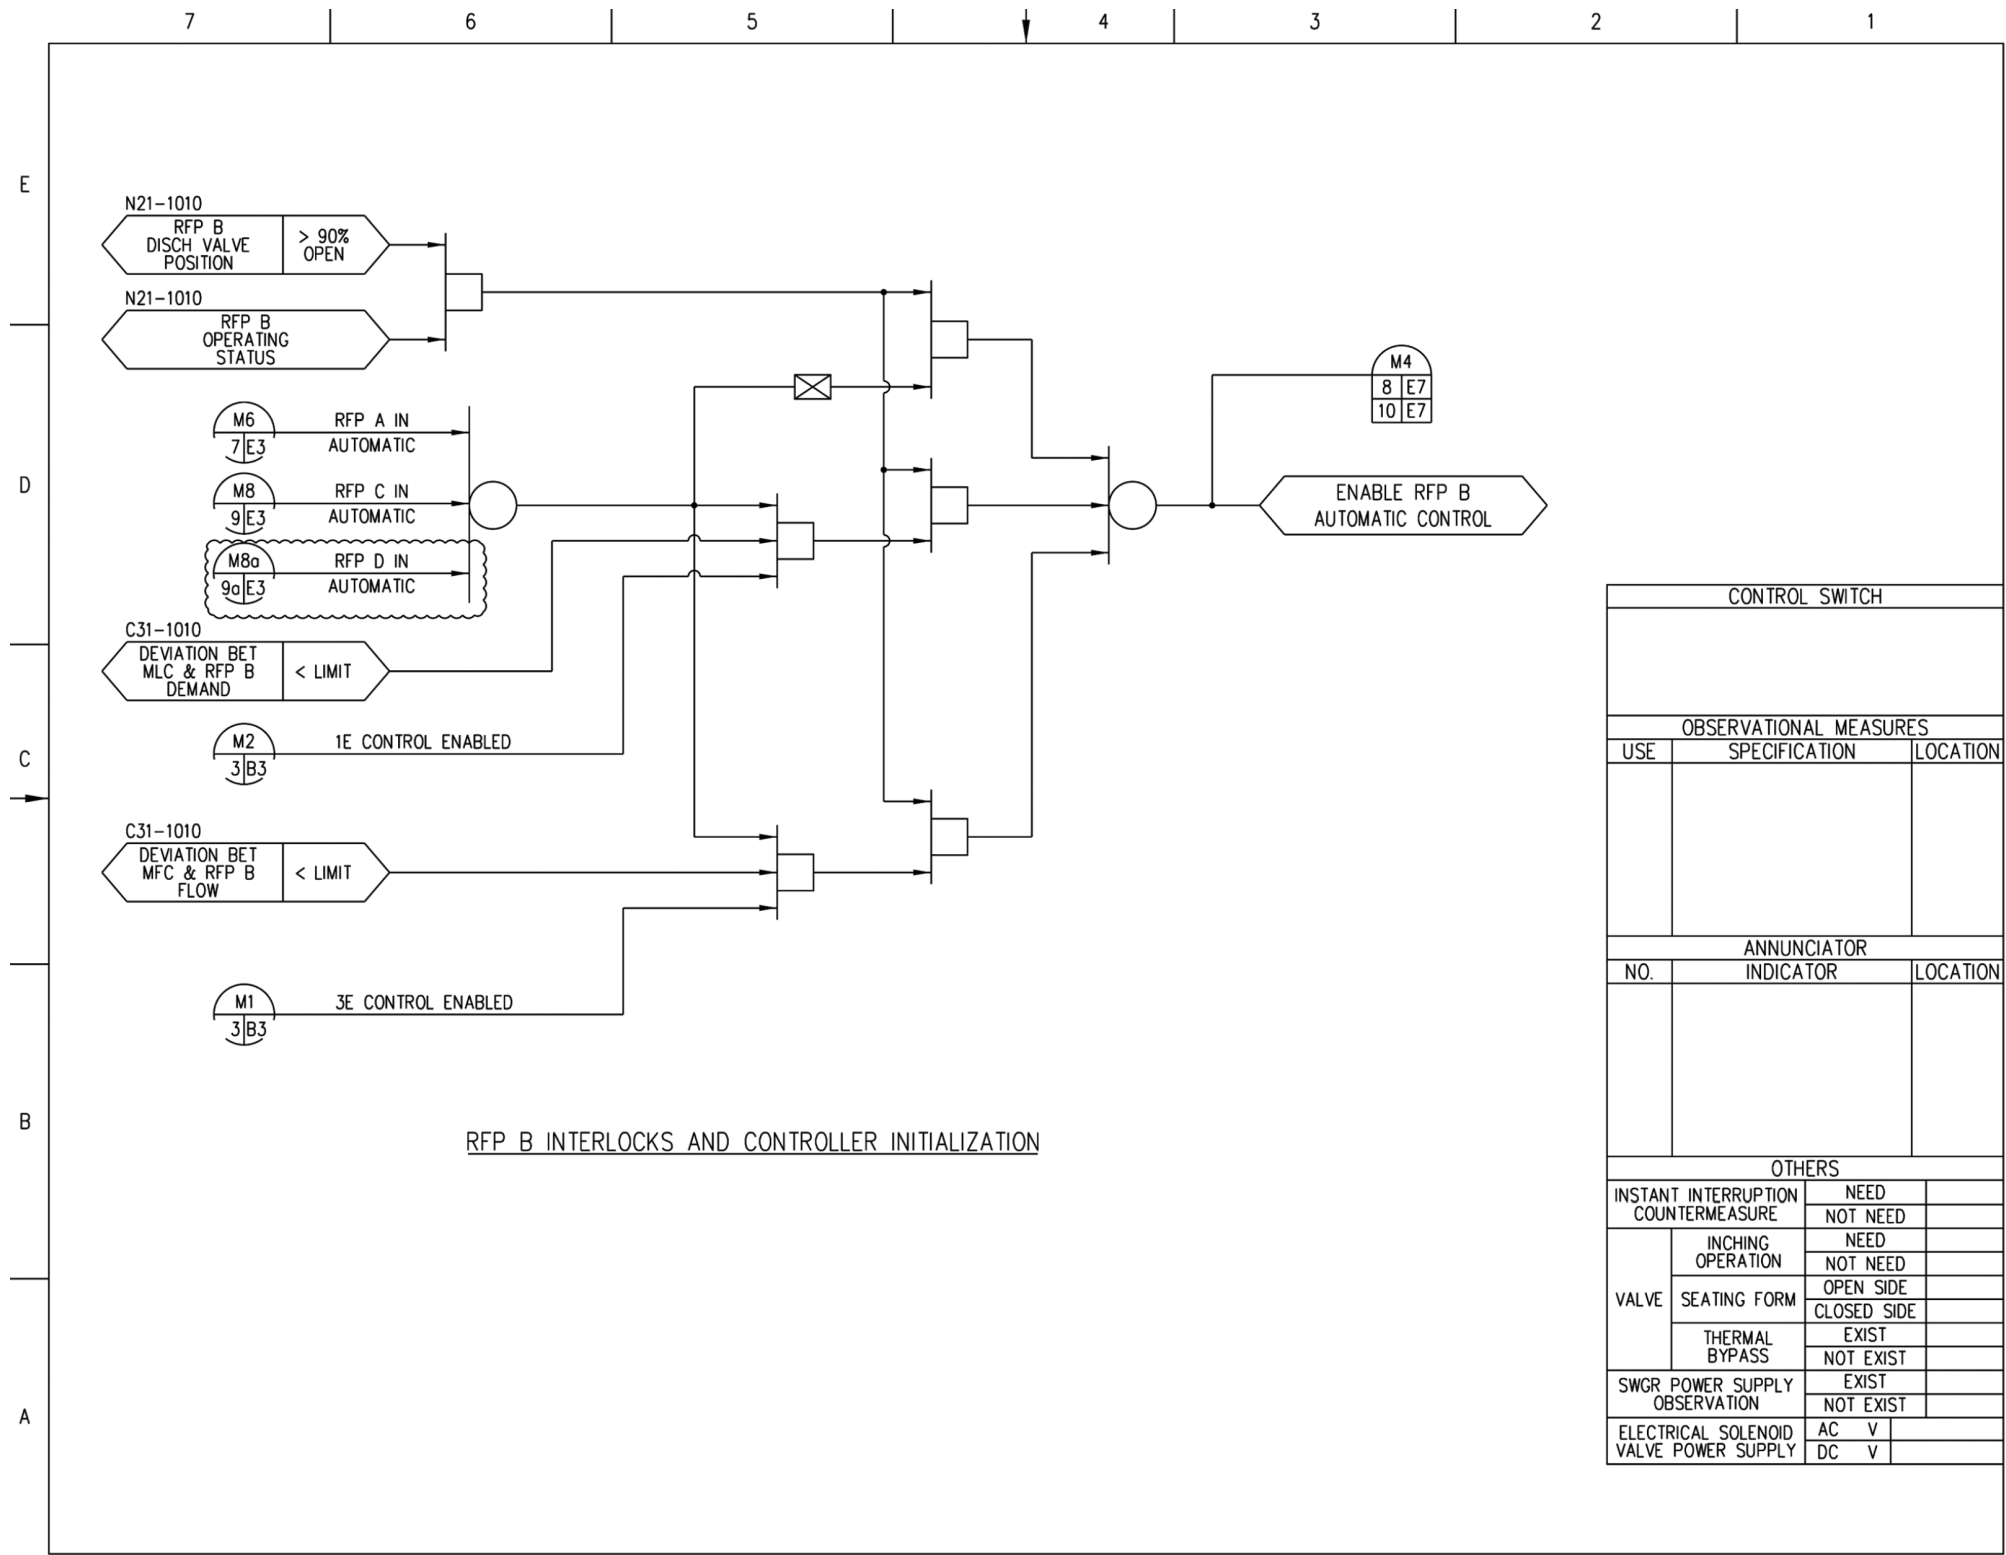 7 6 5 4 3 2 1
E
D
C
B
A
N21-1010
RFP B
DISCH VALVE
POSITION
> 90%
OPEN
N21-1010
RFP B
OPERATING
STATUS
M6
7 E3
RFP A IN
AUTOMATIC
M8
9 E3
RFP C IN
AUTOMATIC
M8a
9a E3
RFP D IN
AUTOMATIC
C31-1010
DEVIATION BET
MLC & RFP B
DEMAND
< LIMIT
M2
3 B3
1E CONTROL ENABLED
C31-1010
DEVIATION BET
MFC & RFP B
FLOW
< LIMIT
M1
3 B3
3E CONTROL ENABLED
M4
8 E7
10 E7
ENABLE RFP B
AUTOMATIC CONTROL
RFP B INTERLOCKS AND CONTROLLER INITIALIZATION
CONTROL SWITCH
OBSERVATIONAL MEASURES
USE SPECIFICATION LOCATION
ANNUNCIATOR
NO. INDICATOR LOCATION
OTHERS
INSTANT INTERRUPTION
COUNTERMEASURE
NEED
NOT NEED
VALVE
INCHING
OPERATION
NEED
NOT NEED
SEATING FORM
OPEN SIDE
CLOSED SIDE
THERMAL
BYPASS
EXIST
NOT EXIST
SWGR POWER SUPPLY
OBSERVATION
EXIST
NOT EXIST
ELECTRICAL SOLENOID
VALVE POWER SUPPLY
AC V
DC V